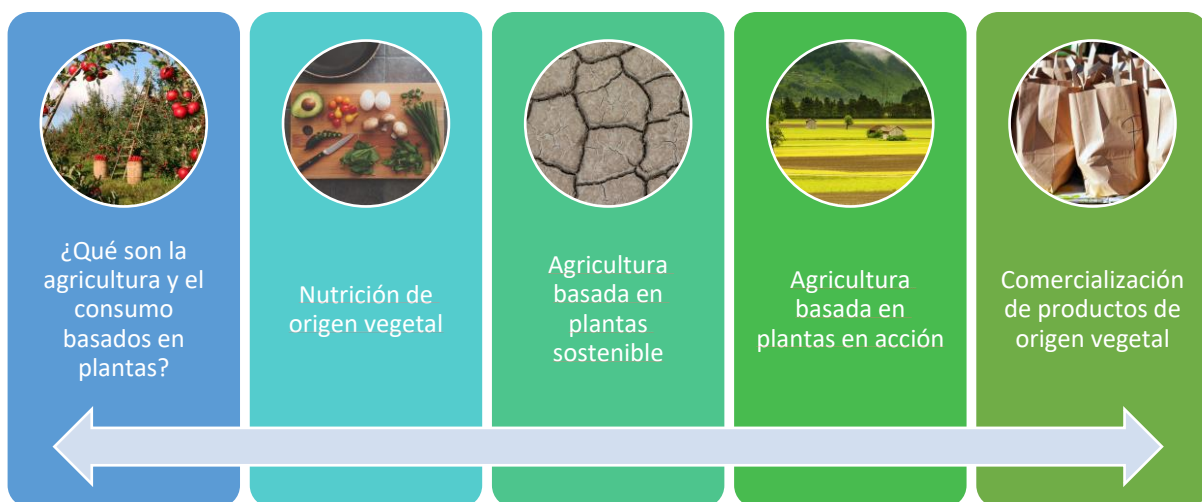 ¿Qué son la
agricultura y el
consumo
basados en
plantas?
Nutrición de
origen vegetal
Agricultura
basada en
plantas
sostenible
Agricultura
basada en
plantas en acción
Comercialización
de productos de
origen vegetal